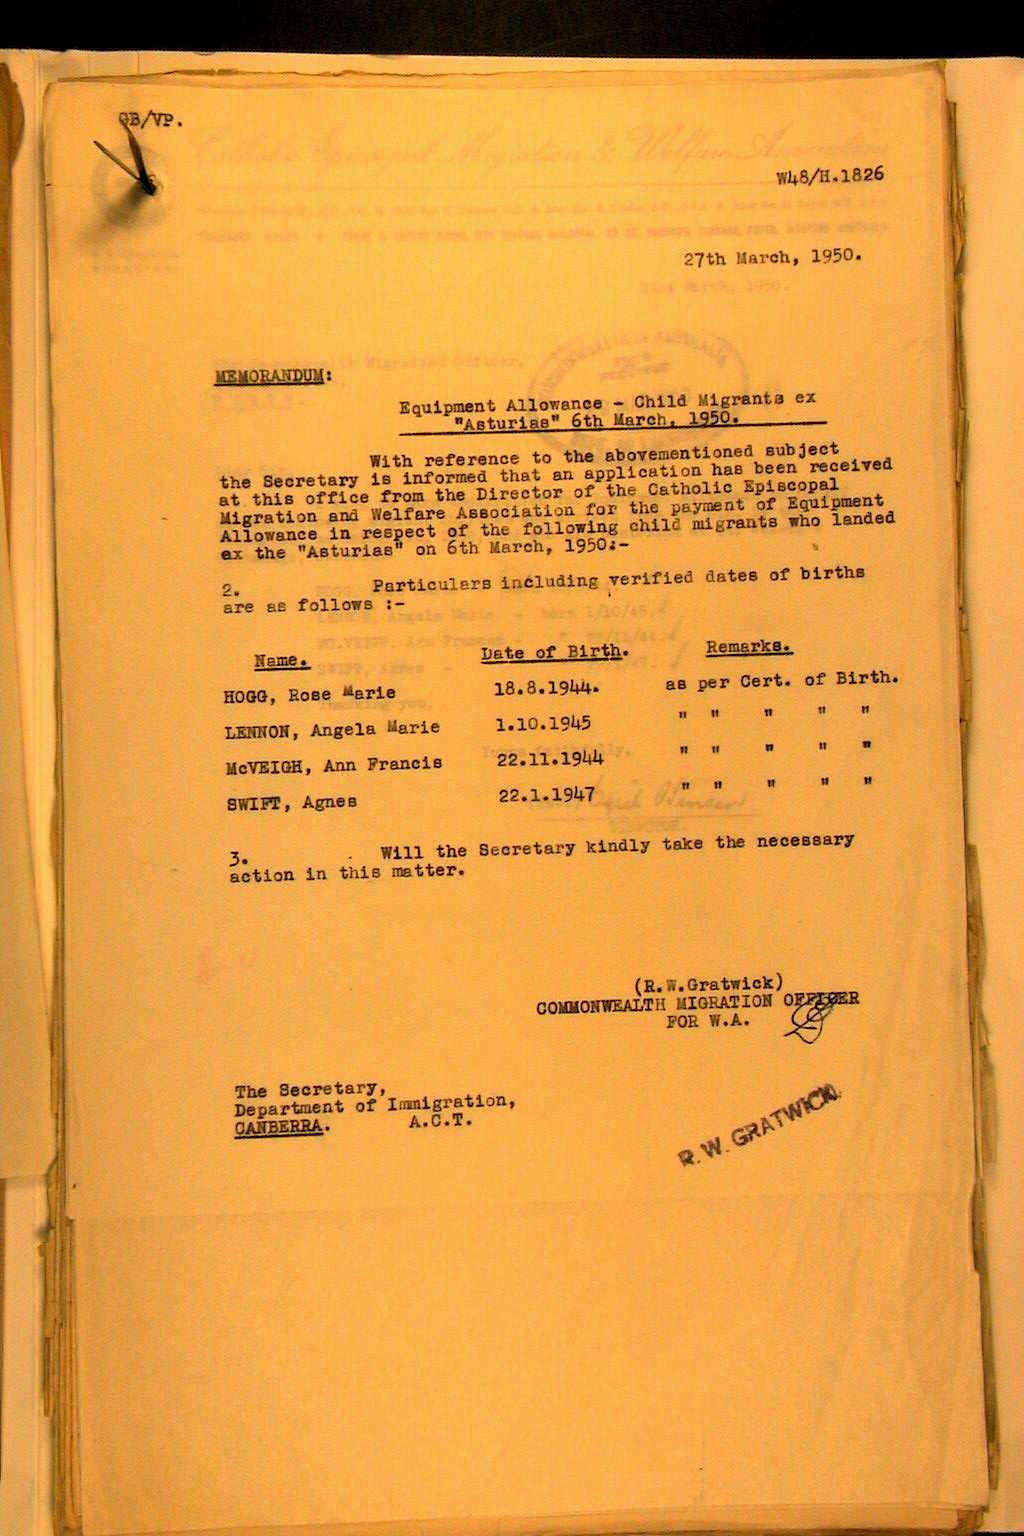 GB/VP.
W48/H.1826
27th March, 1950.
MEMORANDUM:
Equipment Allowance - Child Migrants ex
"Asturias" 6th March, 1950.
With reference to the abovementioned subject
the Secretary is informed that an application has been received
at this office from the Director of the Catholic Episcopal
Migration and Welfare Association for the payment of Equipment
Allowance in respect of the following child migrants who landed
ex the "Asturias" on 6th March, 1950:-
2. Particulars including verified dates of births
are as follows :-
Name. Date of Birth. Remarks.
HOGG, Rose Marie 18.8.1944. as per Cert. of Birth.
LENNON, Angela Marie 1.10.1945 " " " " "
McVEIGH, Ann Francis 22.11.1944 " " " " "
SWIFT, Agnes 22.1.1947 " " " " "
3. Will the Secretary kindly take the necessary
action in this matter.
(R.W.Gratwick)
COMMONWEALTH MIGRATION OFFICER
FOR W.A.
The Secretary,
Department of Immigration,
CANBERRA. A.C.T.
R.W. GRATWICK.